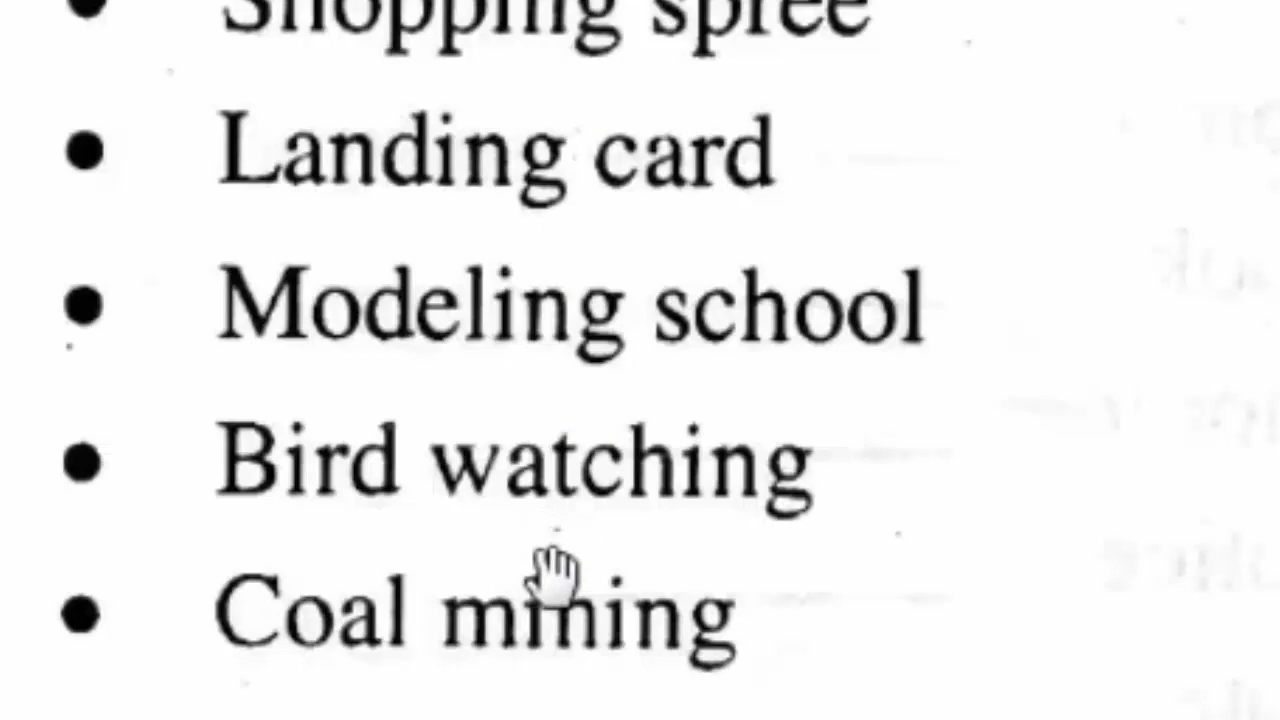 • Shopping spree
• Landing card
• Modeling school
• Bird watching
• Coal mining